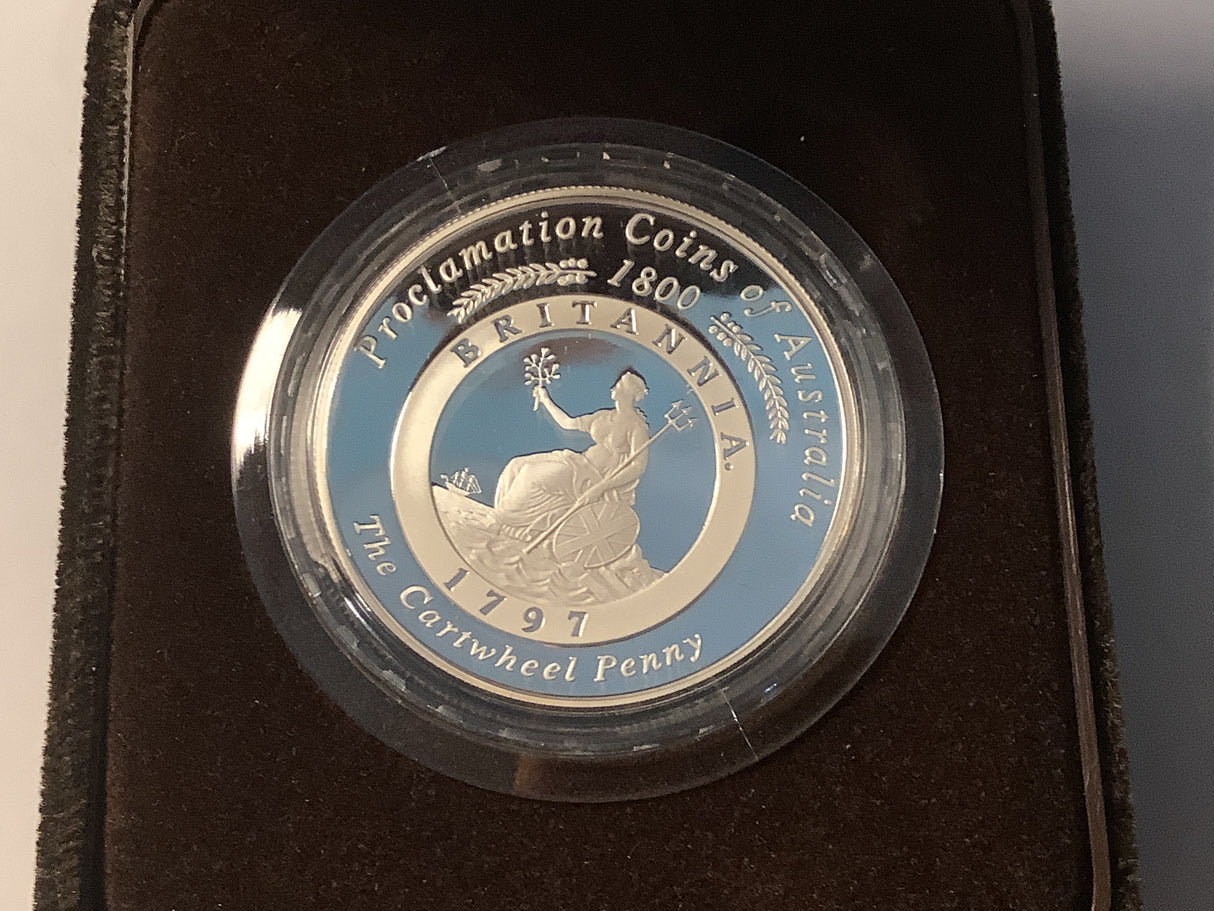 Proclamation Coins of Australia
1800
BRITANNIA.
1797
The Cartwheel Penny